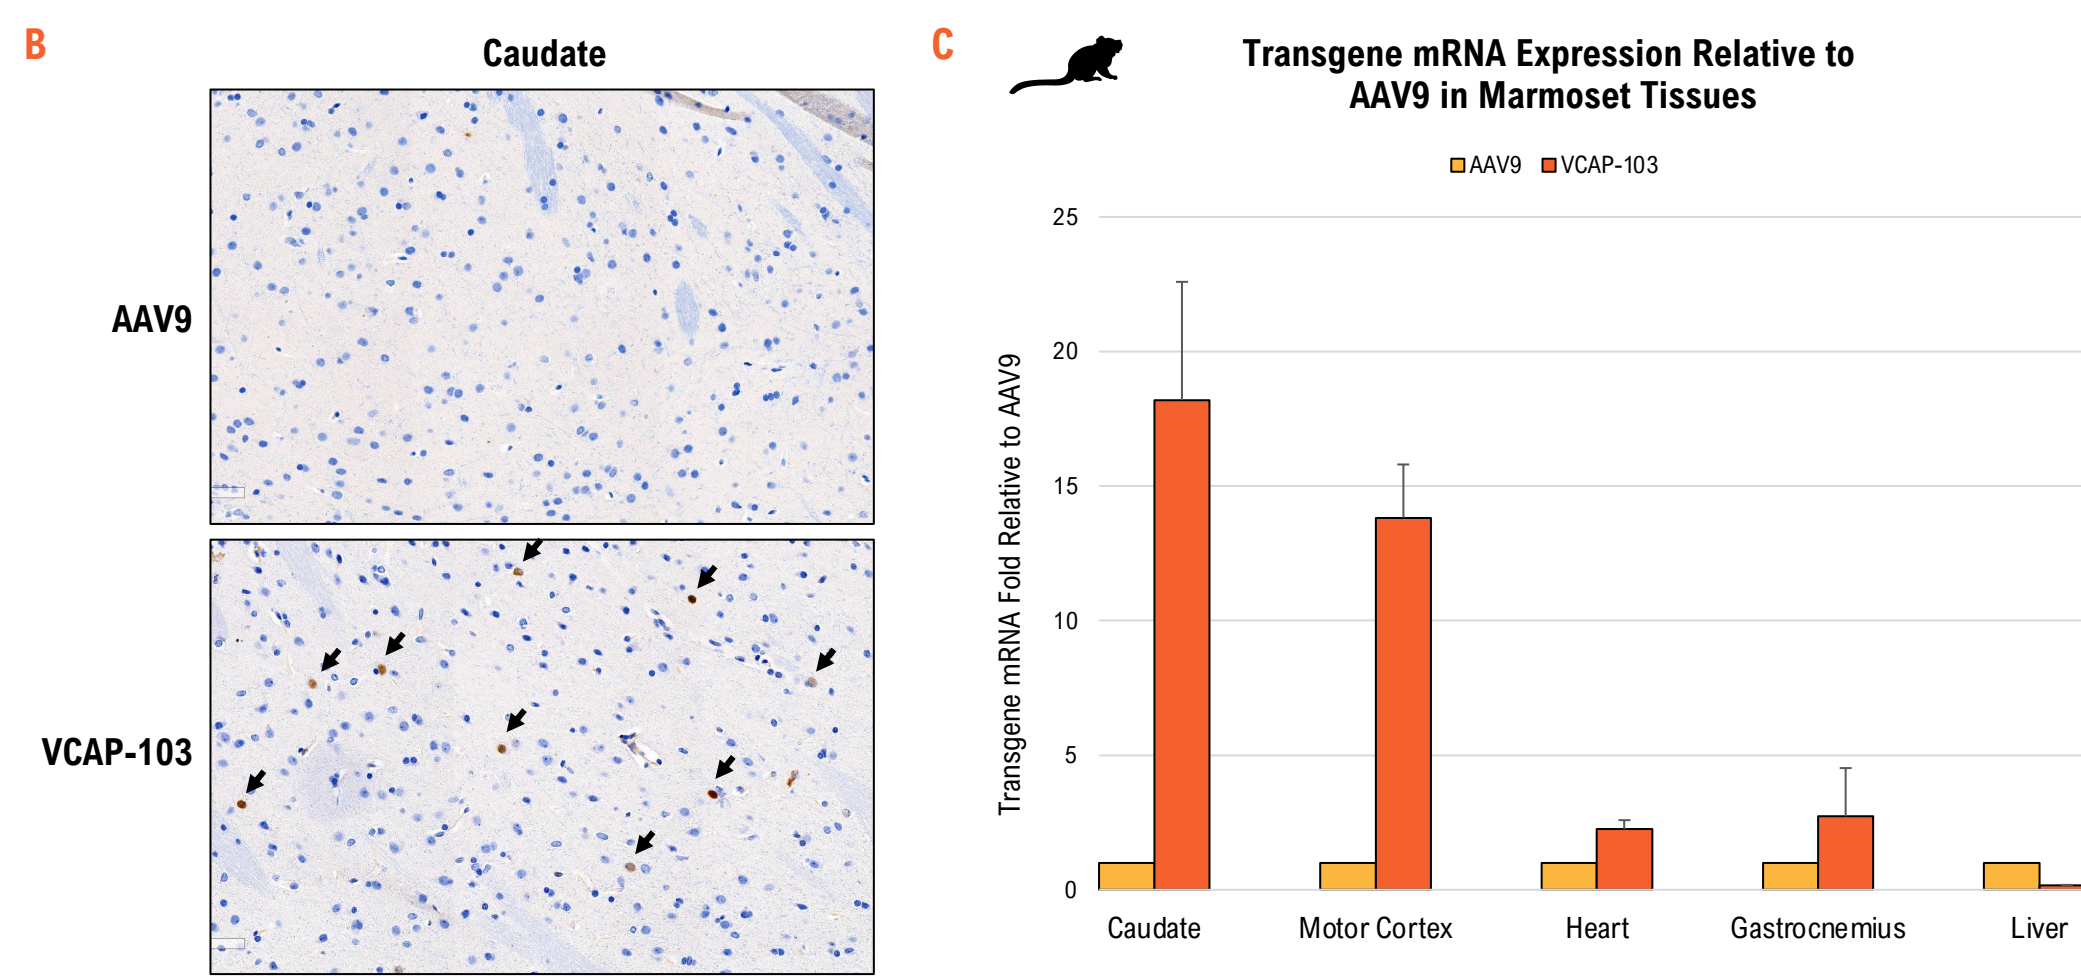 B
Caudate
AAV9
VCAP-103
C
Transgene mRNA Expression Relative to
AAV9 in Marmoset Tissues
AAV9 VCAP-103
Transgene mRNA Fold Relative to AAV9
25
20
15
10
5
0
Caudate Motor Cortex Heart Gastrocnemius Liver